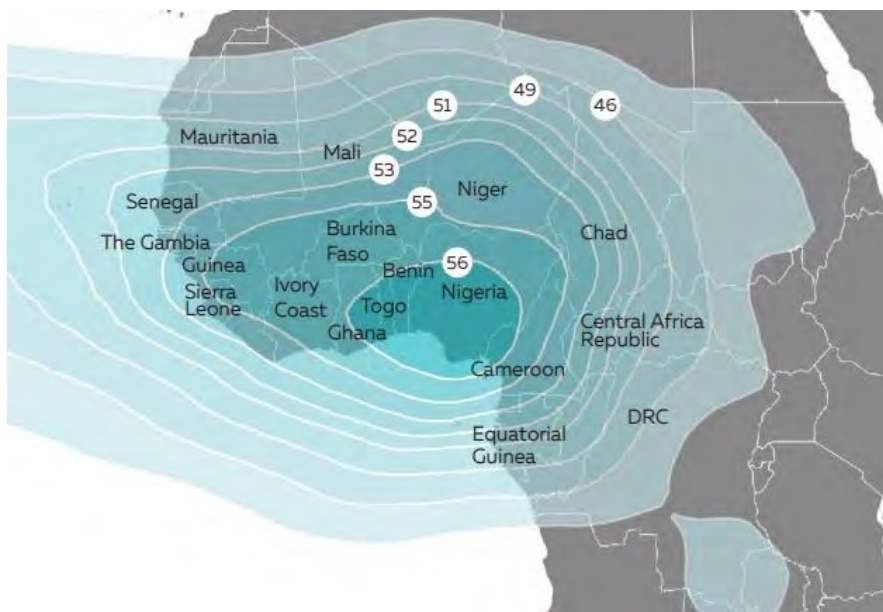 49
46
51
52
Mauritania
Mali
53
Niger
Senegal
55
Burkina
Faso
Chad
The Gambia
Guinea
Benin
56
Sierra
Leone
Ivory
Coast
Togo
Nigeria
Ghana
Central Africa
Republic
Cameroon
DRC
Equatorial
Guinea